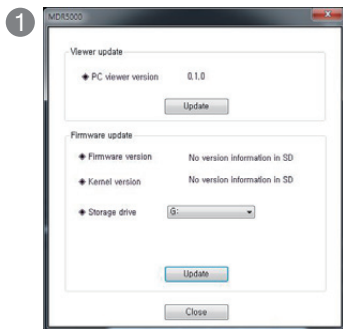 1
MDR5000
Viewer update
PC viewer version 0.1.0
Update
Firmware update
Firmware version No version information in SD
Kernel version No version information in SD
Storage drive G:
Update
Close